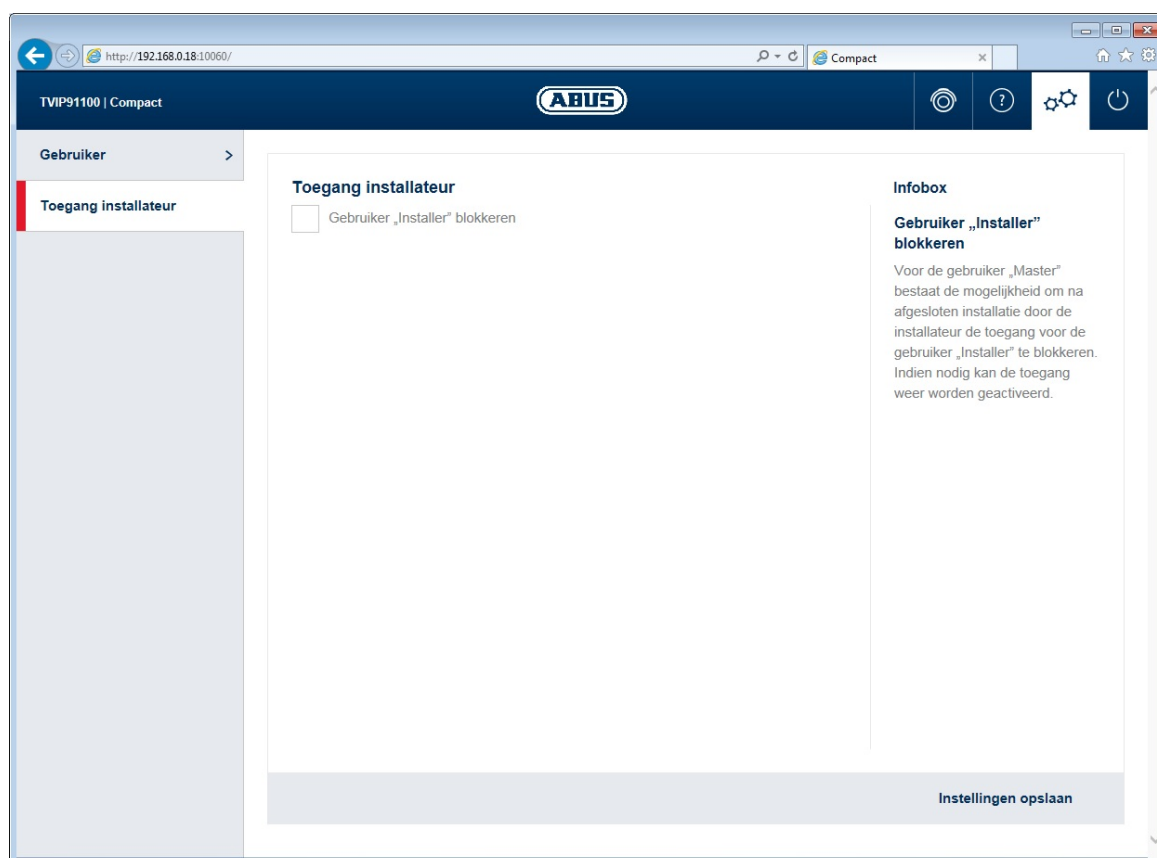 http://192.168.0.18:10060/
Compact
TVIP91100 | Compact
ABUS
?
Gebruiker >
Toegang installateur
Toegang installateur
Gebruiker „Installer” blokkeren
Infobox
Gebruiker „Installer”
blokkeren
Voor de gebruiker „Master”
bestaat de mogelijkheid om na
afgesloten installatie door de
installateur de toegang voor de
gebruiker „Installer” te blokkeren.
Indien nodig kan de toegang
weer worden geactiveerd.
Instellingen opslaan